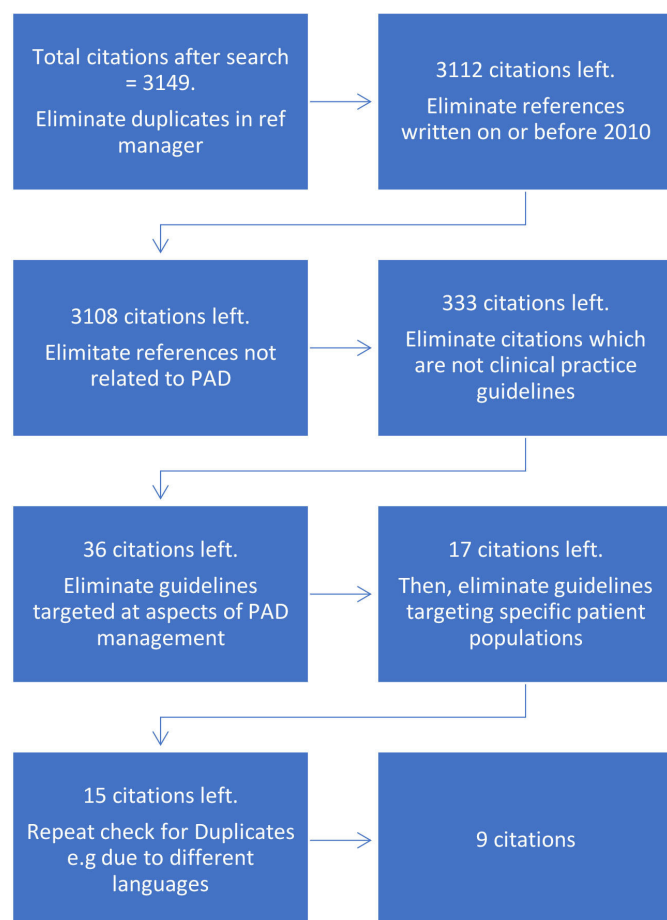 Total citations after search
= 3149.
Eliminate duplicates in ref
manager
3112 citations left.
Eliminate references
written on or before 2010
3108 citations left.
Elimitate references not
related to PAD
333 citations left.
Eliminate citations which
are not clinical practice
guidelines
36 citations left.
Eliminate guidelines
targeted at aspects of PAD
management
17 citations left.
Then, eliminate guidelines
targeting specific patient
populations
15 citations left.
Repeat check for Duplicates
e.g due to different
languages
9 citations